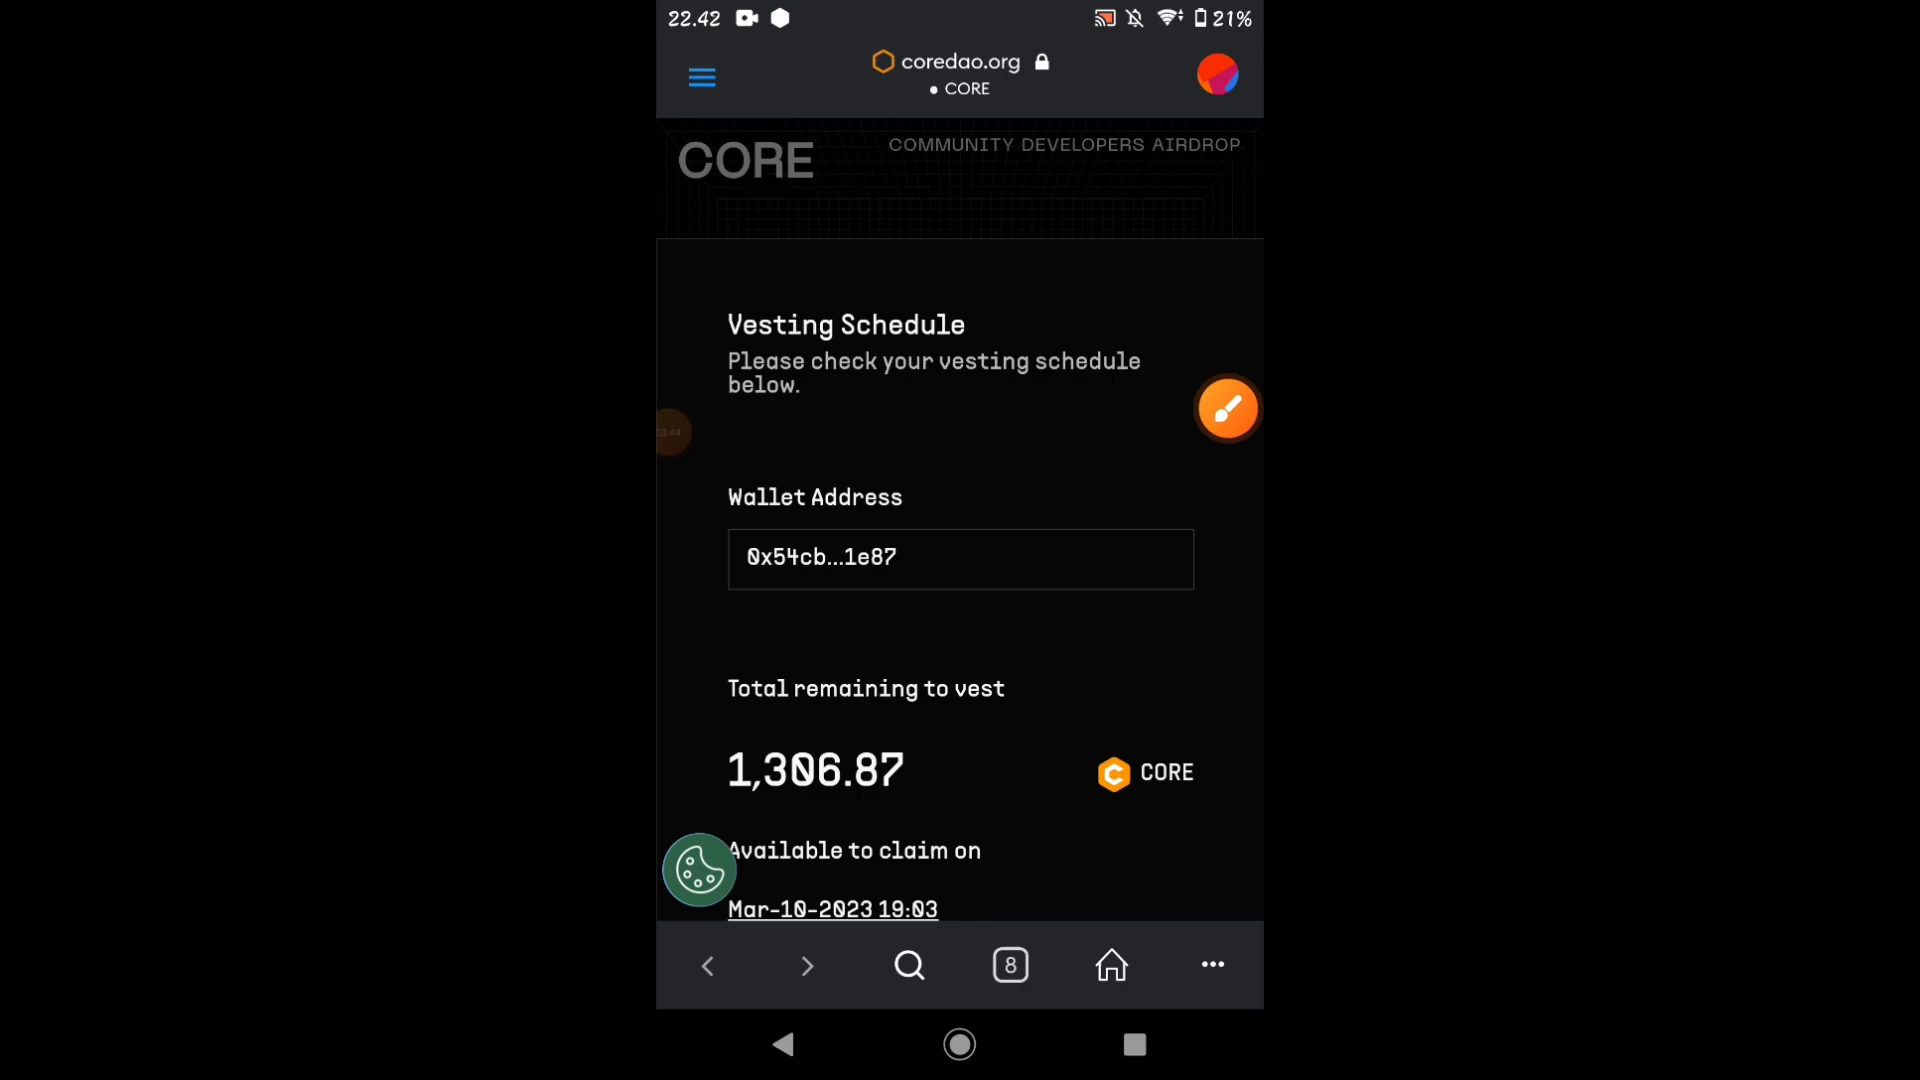 22.42
21%
coredao.org
CORE
CORE
COMMUNITY DEVELOPERS AIRDROP
Vesting Schedule
Please check your vesting schedule
below.
03.44
Wallet Address
0x54cb...1e87
Total remaining to vest
1,306.87
CORE
Available to claim on
Mar-10-2023 19:03
8